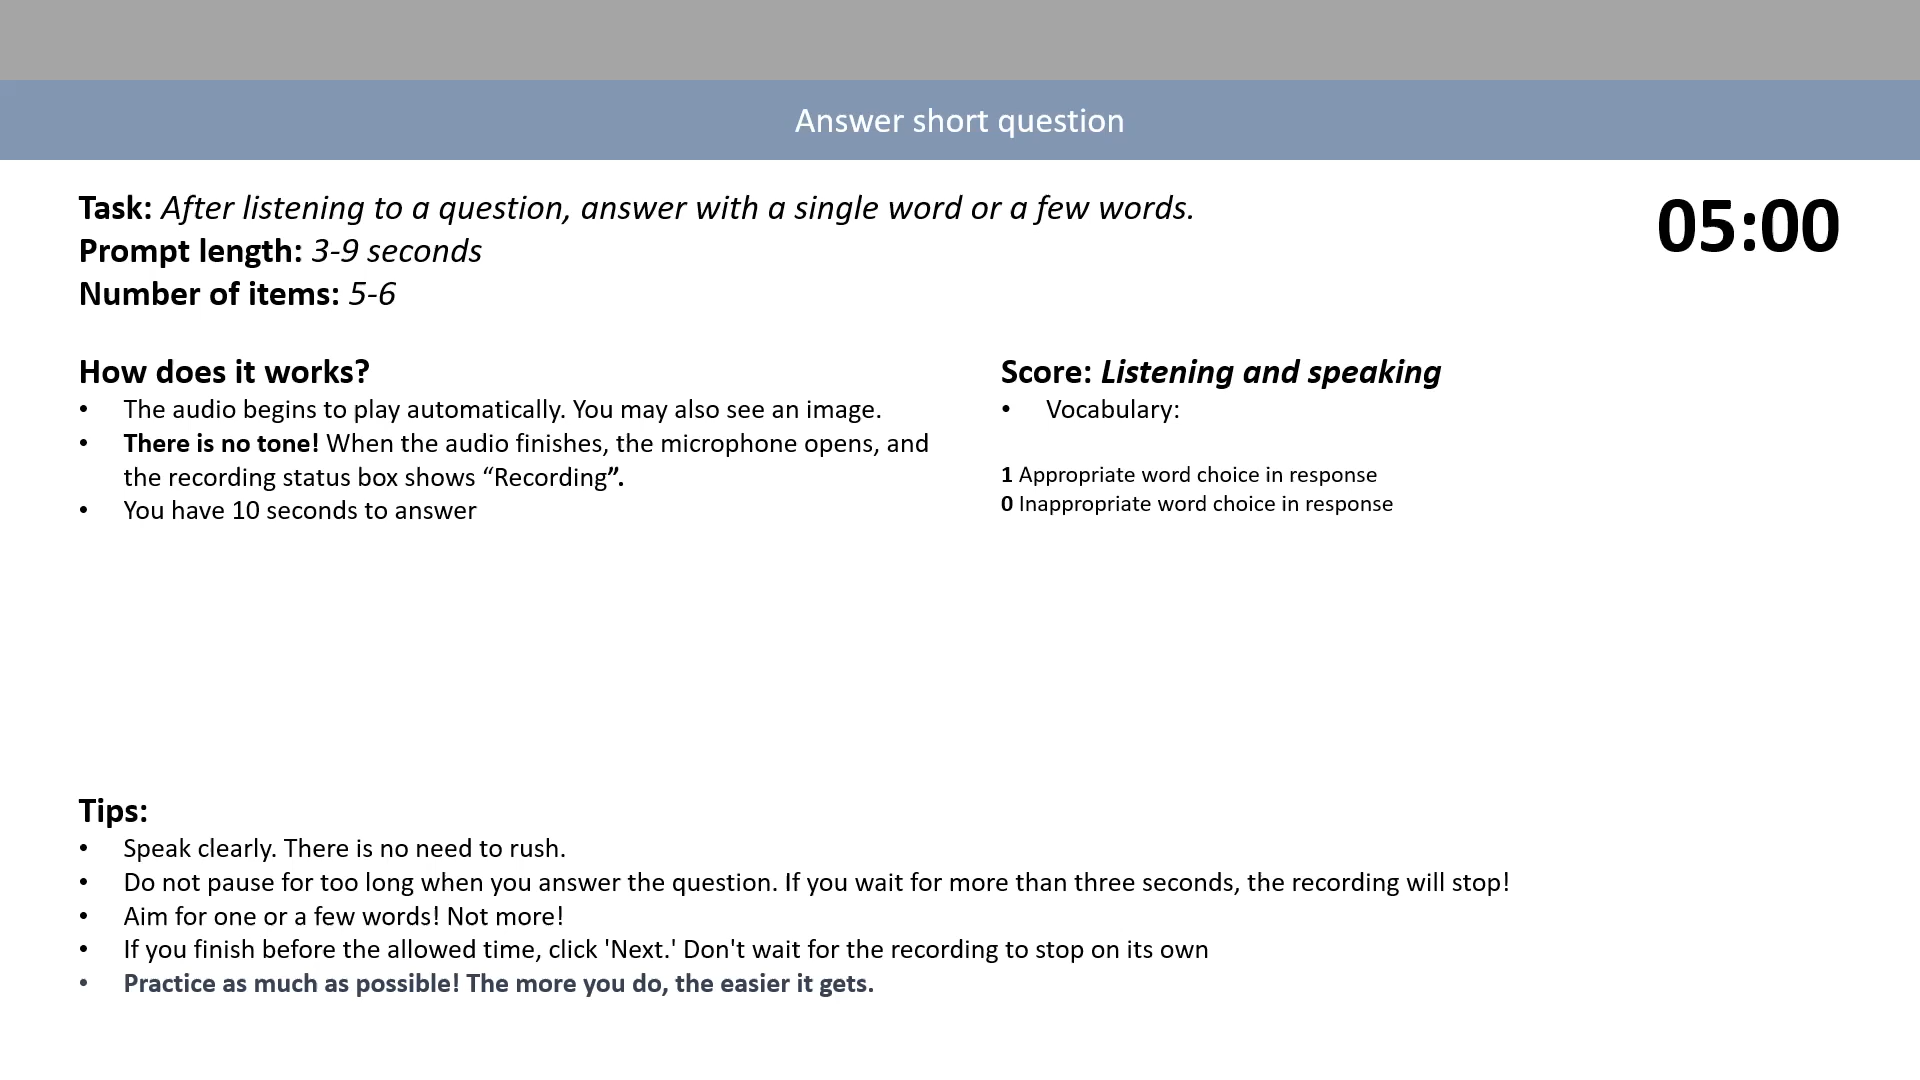 Answer short question
Task: After listening to a question, answer with a single word or a few words.
05:00
Prompt length: 3-9 seconds
Number of items: 5-6
How does it works?
• The audio begins to play automatically. You may also see an image.
• There is no tone! When the audio finishes, the microphone opens, and
the recording status box shows “Recording”.
• You have 10 seconds to answer
Score: Listening and speaking
• Vocabulary:
1 Appropriate word choice in response
0 Inappropriate word choice in response
Tips:
• Speak clearly. There is no need to rush.
• Do not pause for too long when you answer the question. If you wait for more than three seconds, the recording will stop!
• Aim for one or a few words! Not more!
• If you finish before the allowed time, click 'Next.' Don't wait for the recording to stop on its own
• Practice as much as possible! The more you do, the easier it gets.